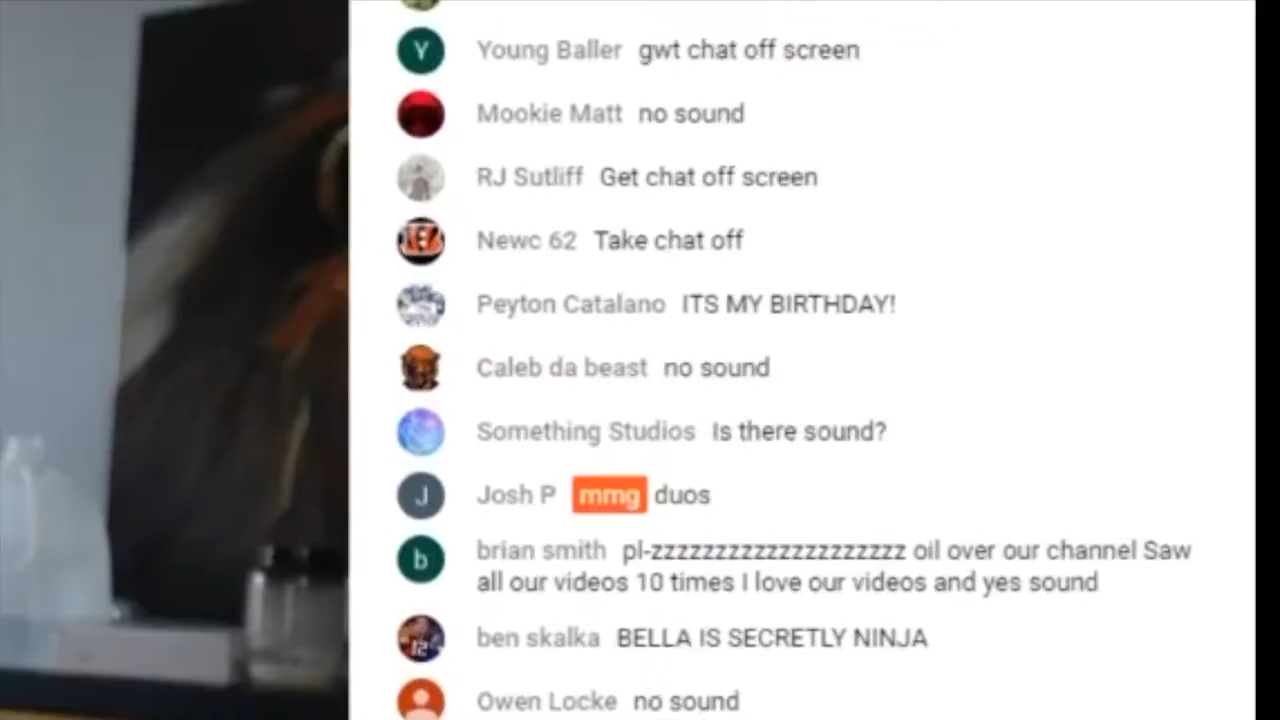 Y Young Baller gwt chat off screen
Mookie Matt no sound
RJ Sutliff Get chat off screen
Newc 62 Take chat off
Peyton Catalano ITS MY BIRTHDAY!
Caleb da beast no sound
Something Studios Is there sound?
J Josh P mmg duos
b brian smith pl-zzzzzzzzzzzzzzzzzzzz oil over our channel Saw
all our videos 10 times I love our videos and yes sound
ben skalka BELLA IS SECRETLY NINJA
Owen Locke no sound